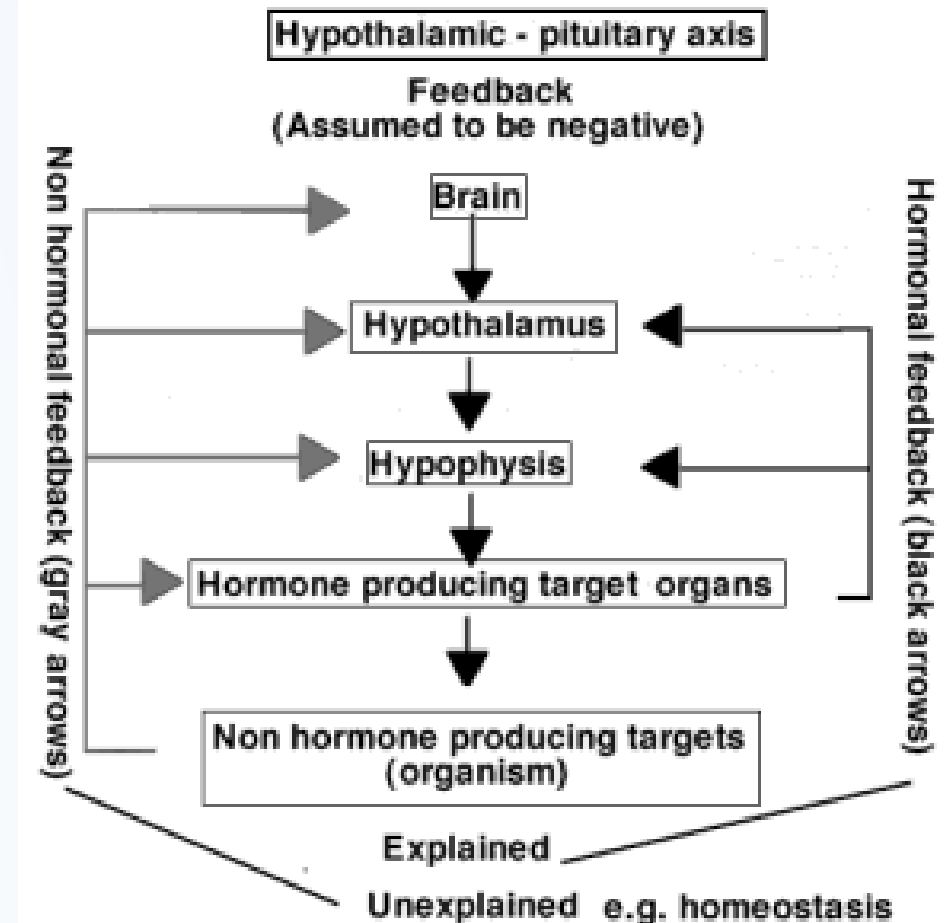 Hypothalamic - pituitary axis
Feedback
(Assumed to be negative)
Non hormonal feedback (gray arrows)
Hormonal feedback (black arrows)
Brain
Hypothalamus
Hypophysis
Hormone producing target organs
Non hormone producing targets
(organism)
Explained
Unexplained e.g. homeostasis